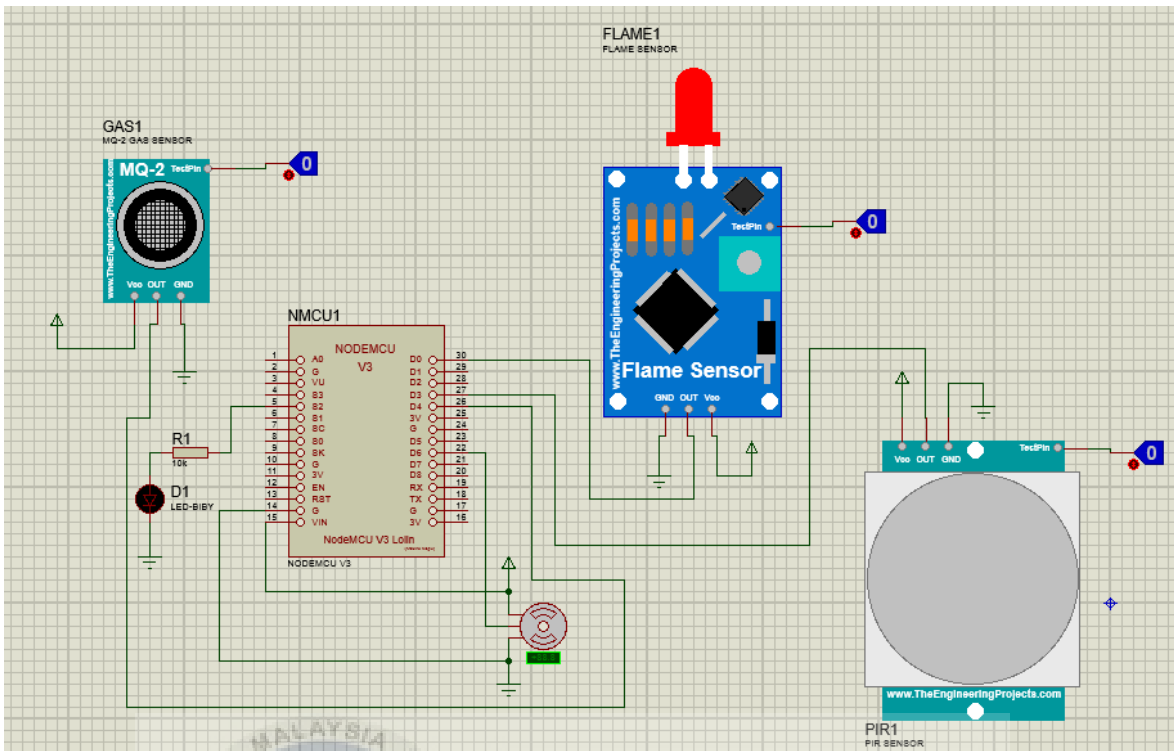 FLAME1
FLAME SENSOR
GAS1
MQ-2 GAS SENSOR
MQ-2
TestPin
0
www.TheEngineeringProjects.com
Vcc OUT GND
TestPin
0
www.TheEngineeringProjects.com
Flame Sensor
GND OUT Vcc
NMCU1
NODEMCU
V3
1 A0 D0 30
2 G D1 29
3 VU D2 28
4 S3 D3 27
5 S2 D4 26
6 S1 3V 25
7 SC G 24
8 S0 D5 23
9 SK D6 22
10 G D7 21
11 3V D8 20
12 EN RX 19
13 RST TX 18
14 G G 17
15 VIN 3V 16
NodeMCU V3 Lolin
NODEMCU V3
R1
10k
D1
LED-BIBY
Vcc OUT GND
TestPin
0
www.TheEngineeringProjects.com
PIR1
PIR SENSOR
MALAYSIA